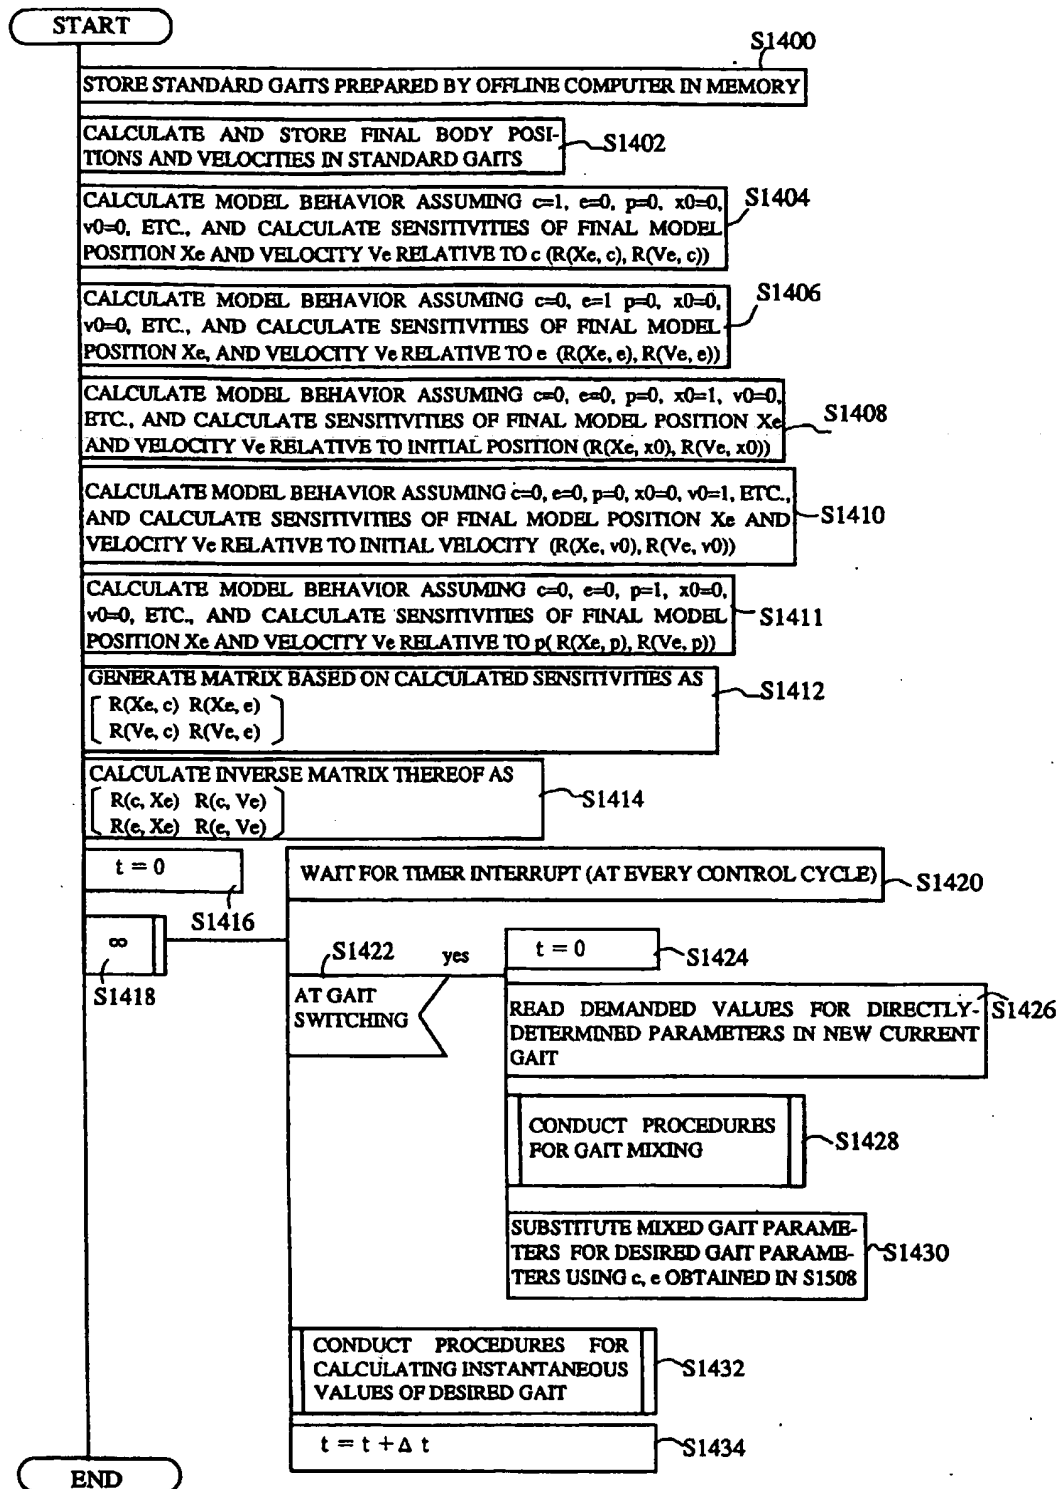 START
S1400
STORE STANDARD GAITS PREPARED BY OFFLINE COMPUTER IN MEMORY
CALCULATE AND STORE FINAL BODY POSI-
TIONS AND VELOCITIES IN STANDARD GAITS
S1402
CALCULATE MODEL BEHAVIOR ASSUMING c=1, e=0, p=0, x0=0,
v0=0, ETC., AND CALCULATE SENSITIVITIES OF FINAL MODEL
POSITION Xe AND VELOCITY Ve RELATIVE TO c (R(Xe, c), R(Ve, c))
S1404
CALCULATE MODEL BEHAVIOR ASSUMING c=0, e=1 p=0, x0=0,
v0=0, ETC., AND CALCULATE SENSITIVITIES OF FINAL MODEL
POSITION Xe, AND VELOCITY Ve RELATIVE TO e (R(Xe, e), R(Ve, e))
S1406
CALCULATE MODEL BEHAVIOR ASSUMING c=0, e=0, p=0, x0=1, v0=0,
ETC., AND CALCULATE SENSITIVITIES OF FINAL MODEL POSITION Xe
AND VELOCITY Ve RELATIVE TO INITIAL POSITION (R(Xe, x0), R(Ve, x0))
S1408
CALCULATE MODEL BEHAVIOR ASSUMING c=0, e=0, p=0, x0=0, v0=1, ETC.,
AND CALCULATE SENSITIVITIES OF FINAL MODEL POSITION Xe AND
VELOCITY Ve RELATIVE TO INITIAL VELOCITY (R(Xe, v0), R(Ve, v0))
S1410
CALCULATE MODEL BEHAVIOR ASSUMING c=0, e=0, p=1, x0=0,
v0=0, ETC., AND CALCULATE SENSITIVITIES OF FINAL MODEL
POSITION Xe AND VELOCITY Ve RELATIVE TO p( R(Xe, p), R(Ve, p))
S1411
GENERATE MATRIX BASED ON CALCULATED SENSITIVITIES AS
R(Xe, c) R(Xe, e)
R(Ve, c) R(Ve, e)
S1412
CALCULATE INVERSE MATRIX THEREOF AS
R(c, Xe) R(c, Ve)
R(e, Xe) R(e, Ve)
S1414
t = 0
S1416
WAIT FOR TIMER INTERRUPT (AT EVERY CONTROL CYCLE)
S1420
∞
S1418
S1422
yes
AT GAIT
SWITCHING
t = 0
S1424
READ DEMANDED VALUES FOR DIRECTLY-
DETERMINED PARAMETERS IN NEW CURRENT
GAIT
S1426
CONDUCT PROCEDURES
FOR GAIT MIXING
S1428
SUBSTITUTE MIXED GAIT PARAME-
TERS FOR DESIRED GAIT PARAME-
TERS USING c, e OBTAINED IN S1508
S1430
CONDUCT PROCEDURES FOR
CALCULATING INSTANTANEOUS
VALUES OF DESIRED GAIT
S1432
t = t + Δ t
S1434
END